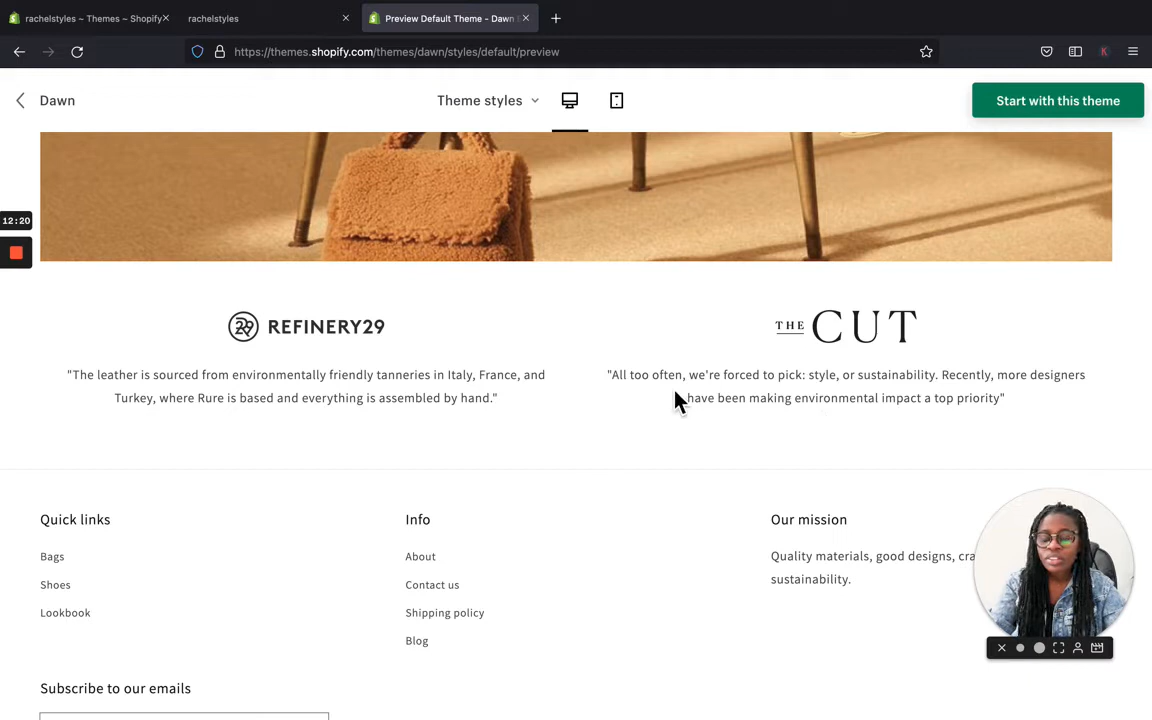 rachelstyles ~ Themes ~ Shopify
rachelstyles
Preview Default Theme - Dawn
https://themes.shopify.com/themes/dawn/styles/default/preview
K
Dawn
Theme styles
Start with this theme
12:20
29 REFINERY29
THE CUT
"The leather is sourced from environmentally friendly tanneries in Italy, France, and
Turkey, where Rure is based and everything is assembled by hand."
"All too often, we're forced to pick: style, or sustainability. Recently, more designers
have been making environmental impact a top priority"
Quick links
Bags
Shoes
Lookbook
Info
About
Contact us
Shipping policy
Blog
Our mission
Quality materials, good designs, cra
sustainability.
Subscribe to our emails